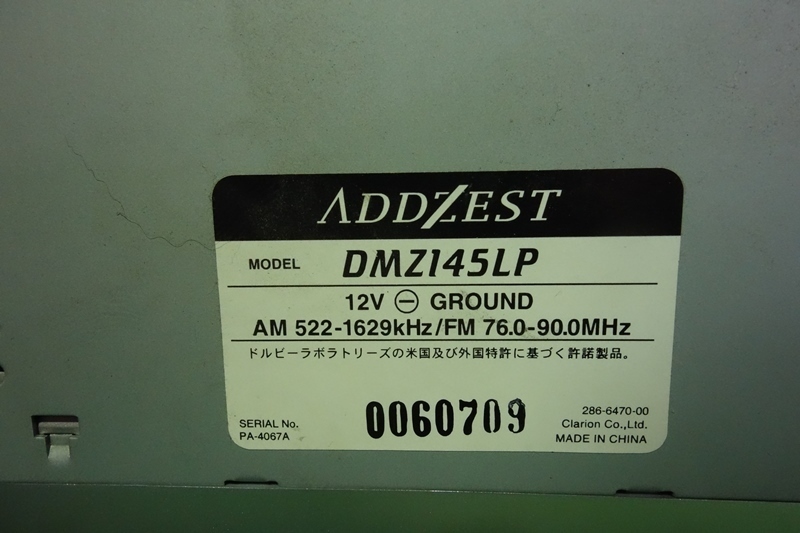 ADDZEST
MODEL DMZ145LP
12V ⊖ GROUND
AM 522-1629kHz/FM 76.0-90.0MHz
ドルビーラボラトリーズの米国及び外国特許に基づく許諾製品。
SERIAL No. 0060709 286-6470-00
PA-4067A Clarion Co.,Ltd.
MADE IN CHINA